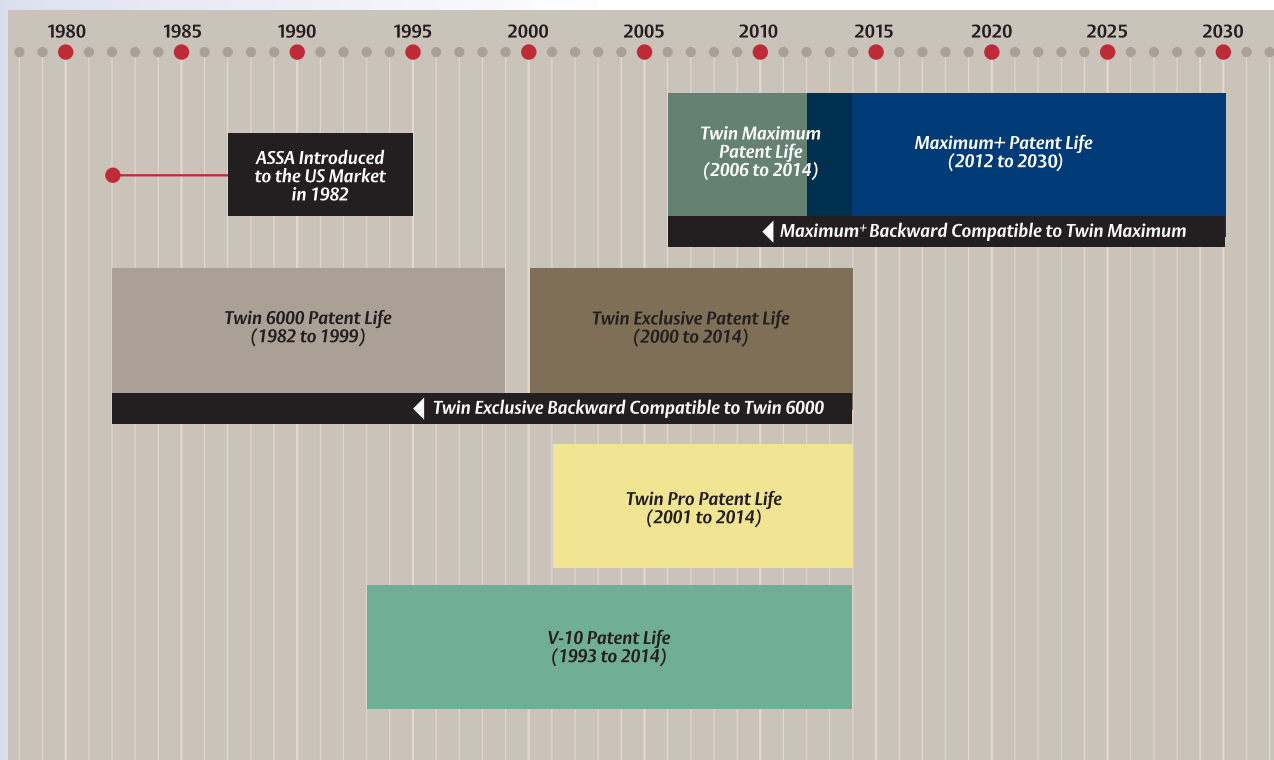 1980 1985 1990 1995 2000 2005 2010 2015 2020 2025 2030
ASSA Introduced
to the US Market
in 1982
Twin Maximum
Patent Life
(2006 to 2014)
Maximum+ Patent Life
(2012 to 2030)
Maximum+ Backward Compatible to Twin Maximum
Twin 6000 Patent Life
(1982 to 1999)
Twin Exclusive Patent Life
(2000 to 2014)
Twin Exclusive Backward Compatible to Twin 6000
Twin Pro Patent Life
(2001 to 2014)
V-10 Patent Life
(1993 to 2014)